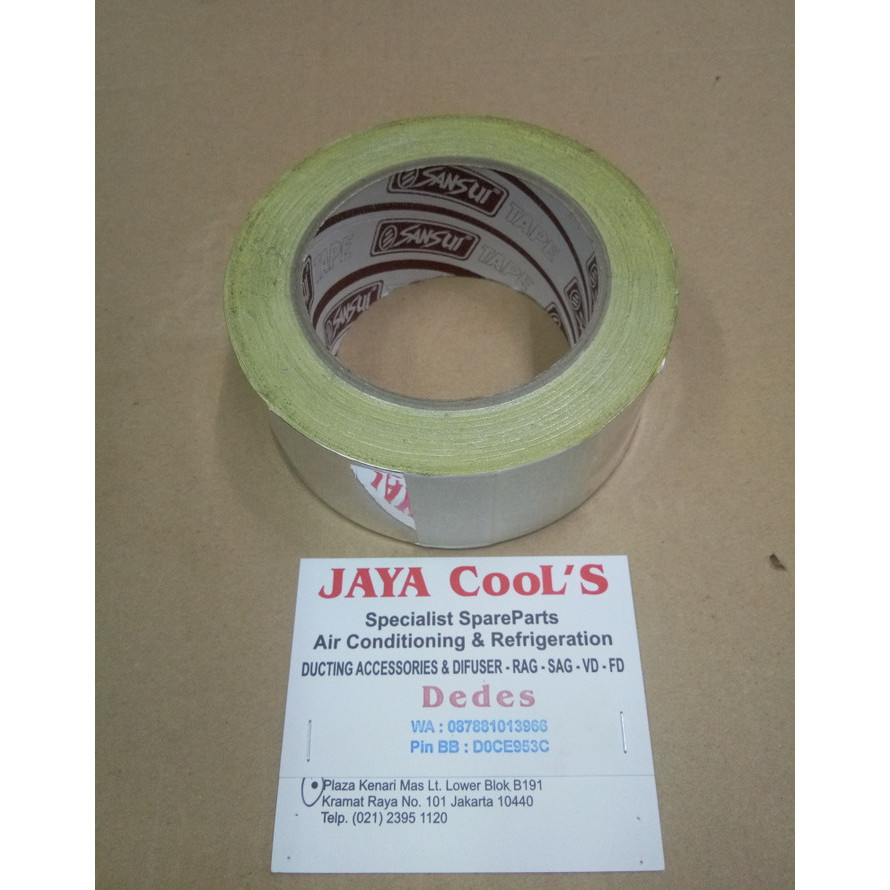 SANSUI TAPE
TAPE SANSUI TAPE
SANSUI
JAYA CooL'S
Specialist SpareParts
Air Conditioning & Refrigeration
DUCTING ACCESSORIES & DIFUSER - RAG - SAG - VD - FD
Dedes
WA : 087881013966
Pin BB : D0CE953C
Plaza Kenari Mas Lt. Lower Blok B191
Kramat Raya No. 101 Jakarta 10440
Telp. (021) 2395 1120